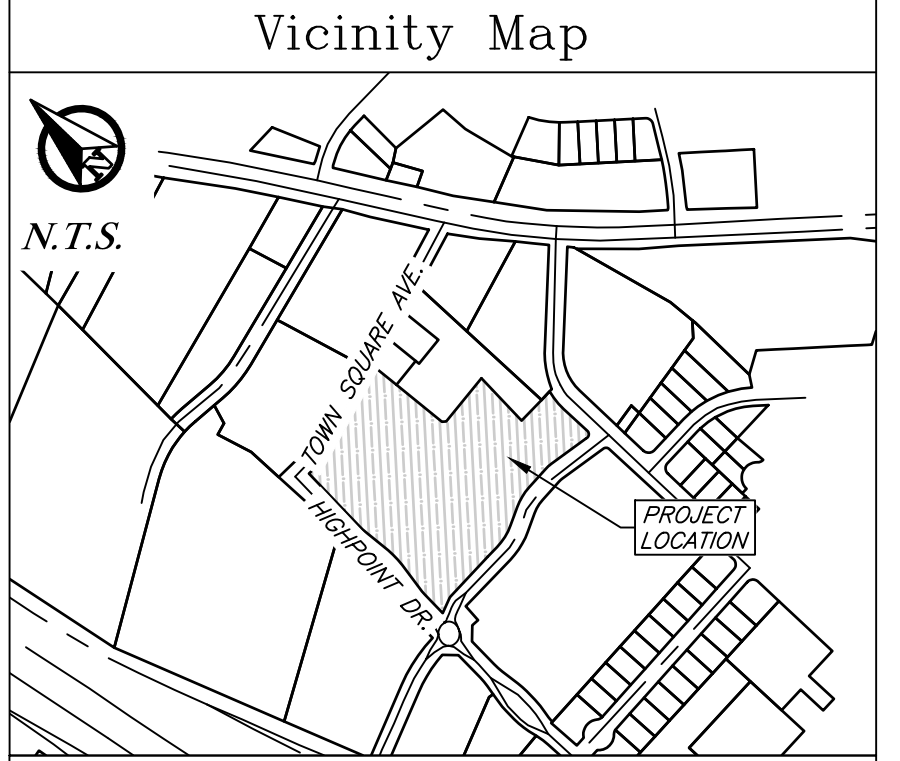 Vicinity Map
N.T.S.
TOWN SQUARE AVE.
HIGHPOINT DR.
PROJECT
LOCATION